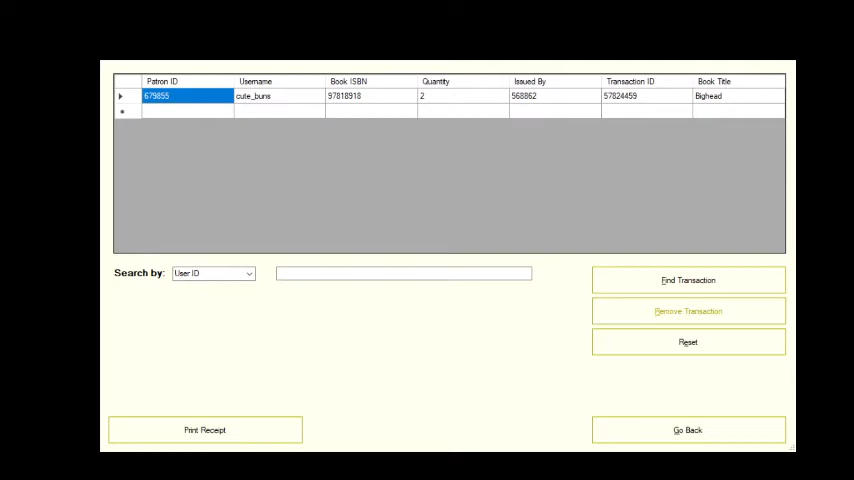 Patron ID Username Book ISBN Quantity Issued By Transaction ID Book Title
679855 cute_buns 97818918 2 568862 57824459 Bighead
Search by: User ID
Find Transaction
Remove Transaction
Reset
Print Receipt Go Back